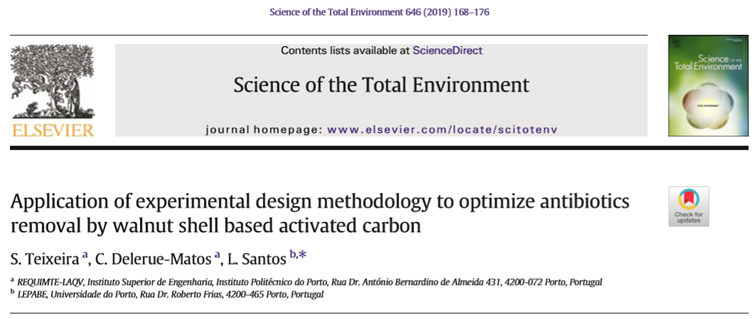 Science of the Total Environment 646 (2019) 168–176
Contents lists available at ScienceDirect
Science of the Total Environment
journal homepage: www.elsevier.com/locate/scitotenv
ELSEVIER
Science OF THE
Total Environment
Application of experimental design methodology to optimize antibiotics
removal by walnut shell based activated carbon
Check for
updates
S. Teixeira a, C. Delerue-Matos a, L. Santos b,*
a REQUIMTE-LAQV, Instituto Superior de Engenharia, Instituto Politécnico do Porto, Rua Dr. António Bernardino de Almeida 431, 4200-072 Porto, Portugal
b LEPABE, Universidade do Porto, Rua Dr. Roberto Frias, 4200-465 Porto, Portugal